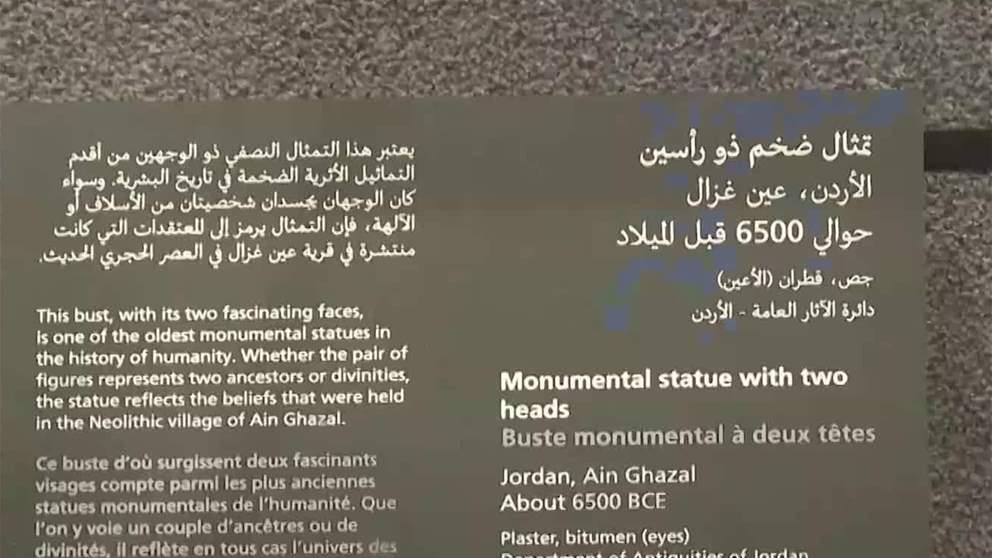 يعتبر هذا التمثال النصفي ذو الوجهين من أقدم
التماثيل الأثرية الضخمة في تاريخ البشرية. وسواء
كان الوجهان يجسدان شخصيتان من الأسلاف أو
الآلهة، فإن التمثال يرمز إلى للعتقدات التي كانت
منتشرة في قرية عين غزال في العصر الحجري الحديث.
This bust, with its two fascinating faces,
is one of the oldest monumental statues in
the history of humanity. Whether the pair of
figures represents two ancestors or divinities,
the statue reflects the beliefs that were held
in the Neolithic village of Ain Ghazal.
Ce buste d'où surgissent deux fascinants
visages compte parmi les plus anciennes
statues monumentales de l'humanité. Que
l'on y voie un couple d'ancêtres ou de
divinités, il reflète en tous cas l'univers des
تمثال ضخم ذو رأسين
الأردن، عين غزال
حوالي 6500 قبل الميلاد
جص، قطران (الأعين)
دائرة الآثار العامة - الأردن
Monumental statue with two
heads
Buste monumental à deux têtes
Jordan, Ain Ghazal
About 6500 BCE
Plaster, bitumen (eyes)
Department of Antiquities of Jordan